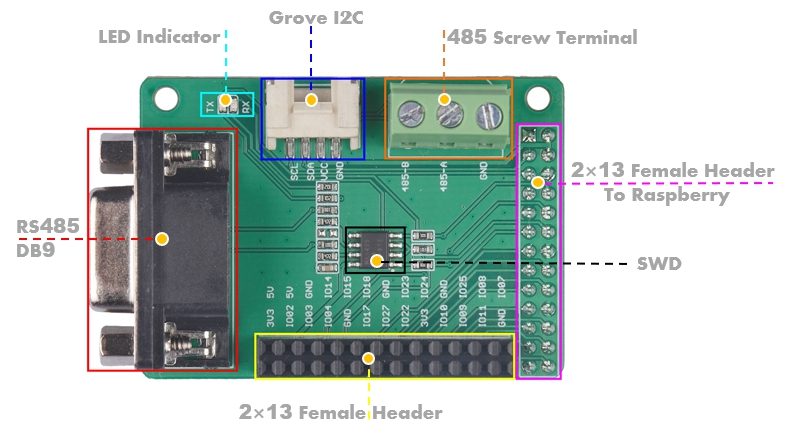 Grove I2C
LED Indicator
485 Screw Terminal
TX
RX
SCL
SDA
VCC
GND
485-B
485-A
GND
2×13 Female Header
To Raspberry
RS485
DB9
SWD
3V3 5V
IO02 5V
IO03 GND
IO04 IO14
GND IO15
IO17 IO18
IO27 GND
IO22 IO23
3V3 IO24
IO10 GND
IO09 IO25
IO11 IO08
GND IO07
2×13 Female Header